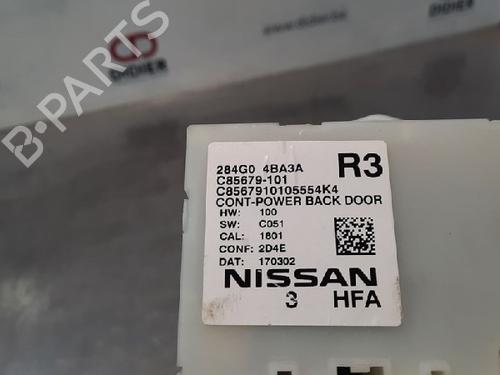 DIDIER
B-PARTS
284G0 4BA3A R3
C85679-101
C8567910105554K4
CONT-POWER BACK DOOR
HW: 100
SW: C051
CAL: 1801
CONF: 2D4E
DAT: 170302
NISSAN
3 HFA